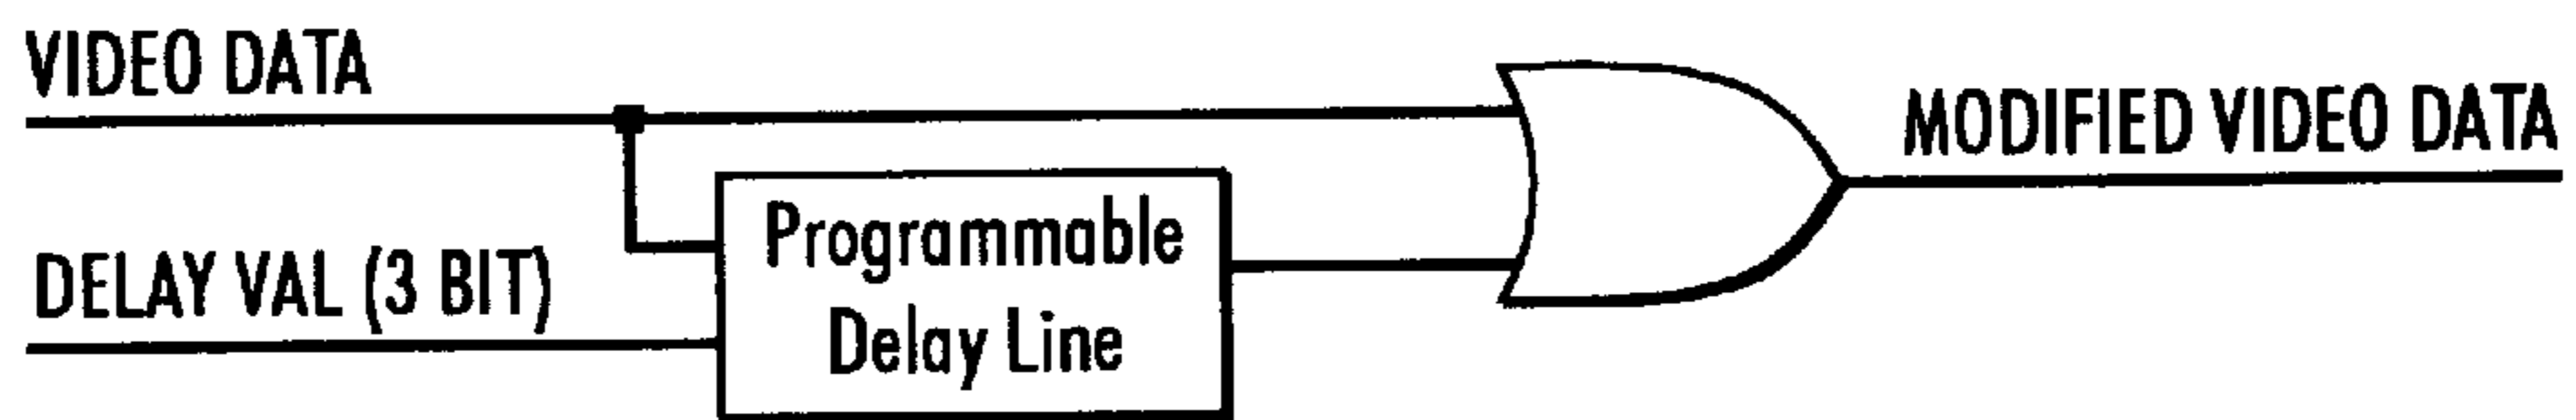 VIDEO DATA
MODIFIED VIDEO DATA
Programmable
Delay Line
DELAY VAL (3 BIT)